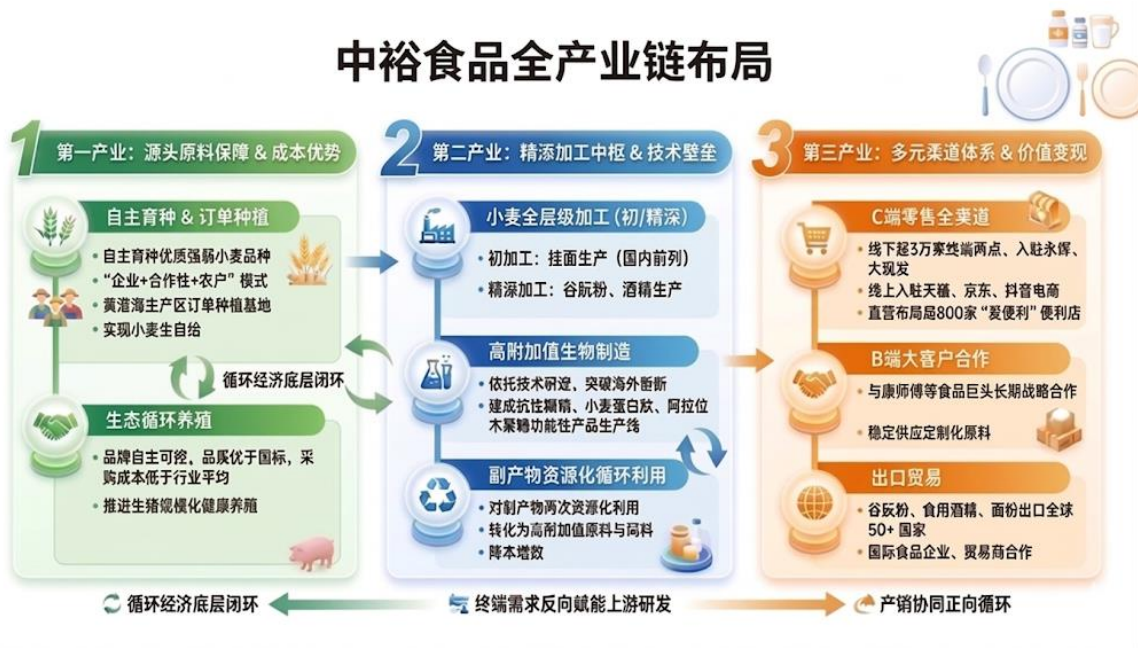 中裕食品全产业链布局
1
第一产业：源头原料保障 & 成本优势
自主育种 & 订单种植
• 自主育种优质强弱小麦品种
• “企业+合作性+农户” 模式
• 黄淮海主产区订单种植基地
• 实现小麦生自给
循环经济底层闭环
生态循环养殖
• 品牌自主可控，品质优于国标，采
购成本低于行业平均
• 推进生猪规模化健康养殖
2
第二产业：精添加工中枢 & 技术壁垒
小麦全层级加工 (初/精深)
• 初加工：挂面生产（国内前列）
• 精添加工：谷朊粉、酒精生产
高附加值生物制造
• 依托技术研，突破海外
• 建成抗性糊精、小麦蛋白肽、阿拉位
木聚糖功能性产品生产线
副产物资源化循环利用
• 对副产物两次资源化利用
• 转化为高附加值原料与饲料
• 降本增效
3
第三产业：多元柔道体系 & 价值变现
C端零售全渠道
• 线下超3万家终端两点、入驻永辉、
大现发
• 线上入驻天、京东、抖音电商
• 直营布局局800家 “爱便利” 便利店
B端大客户合作
• 与康师傅等食品巨头长期战略合作
• 稳定供应定制化原料
出口贸易
• 谷朊粉、食用酒精、面粉出口全球
50+ 国家
• 国际食品企业、贸易商合作
循环经济底层闭环
终端需求反向赋能上游研发
产销协同正向循环